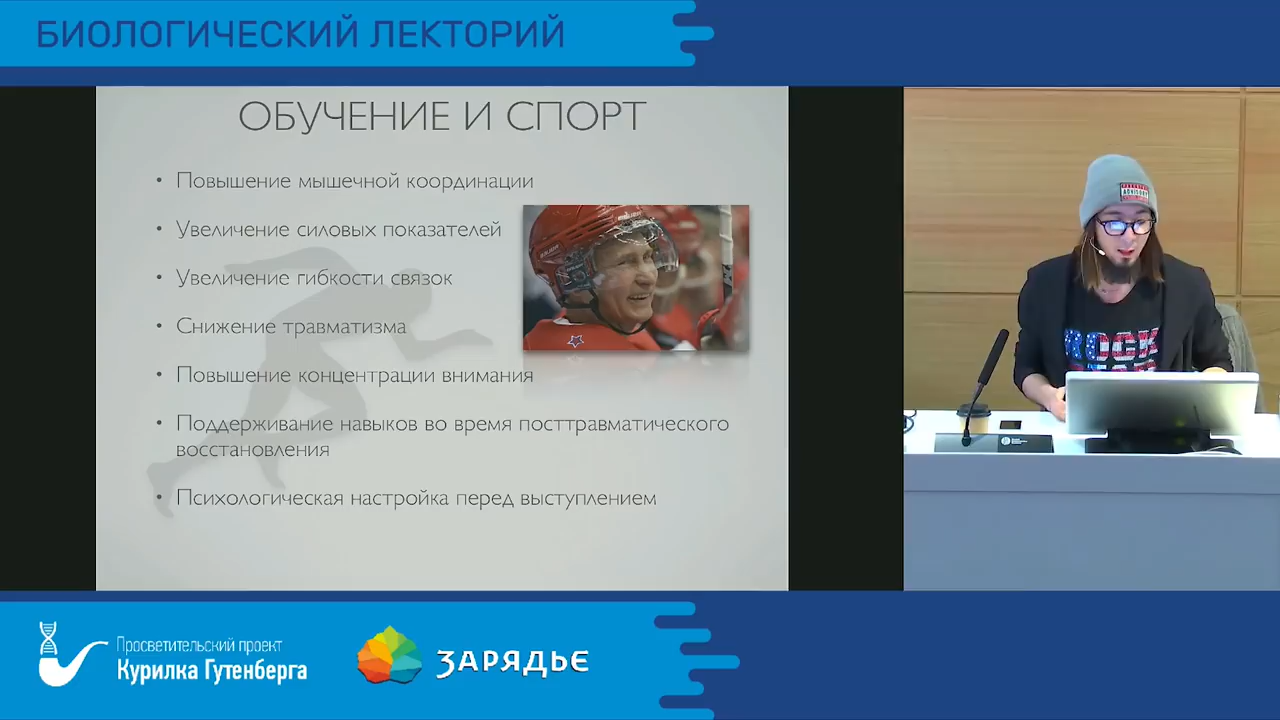 БИОЛОГИЧЕСКИЙ ЛЕКТОРИЙ
ОБУЧЕНИЕ И СПОРТ
• Повышение мышечной координации
• Увеличение силовых показателей
• Увеличение гибкости связок
• Снижение травматизма
• Повышение концентрации внимания
• Поддерживание навыков во время посттравматического
восстановления
• Психологическая настройка перед выступлением
ADVISORY
ROCK
Просветительский проект
Курилка Гутенберга
ЗАРЯДЬЕ